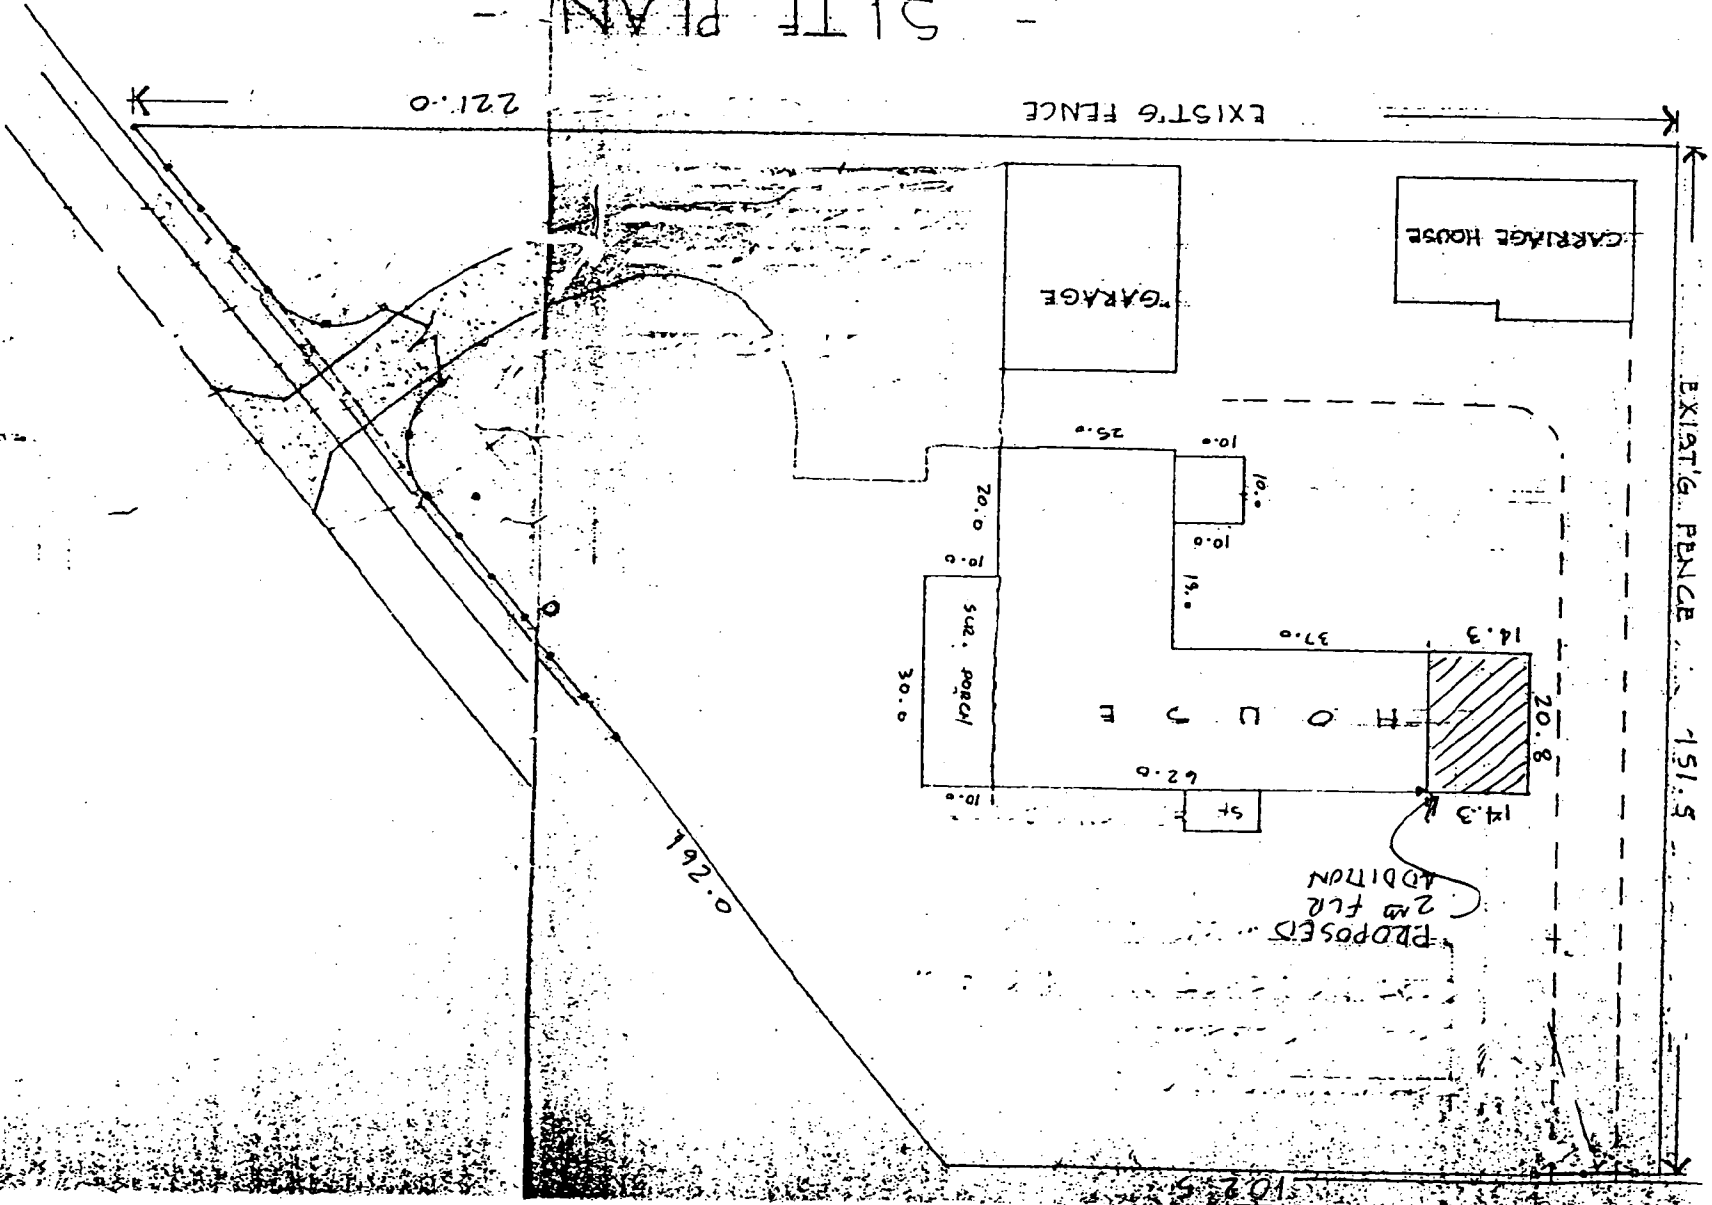 - SITE PLAN -
EXIST'G FENCE
221.0
CARRIAGE HOUSE
GARAGE
EXIST'G FENCE
151.5
25.0
10.0
10.0
10.0
20.0
10.0
19.0
SCR. PORCH
30.0
10.0
37.0
14.3
20.8
14.3
HOUSE
62.0
St
PROPOSED
2ND FLR
ADDITION
192.0
102.5